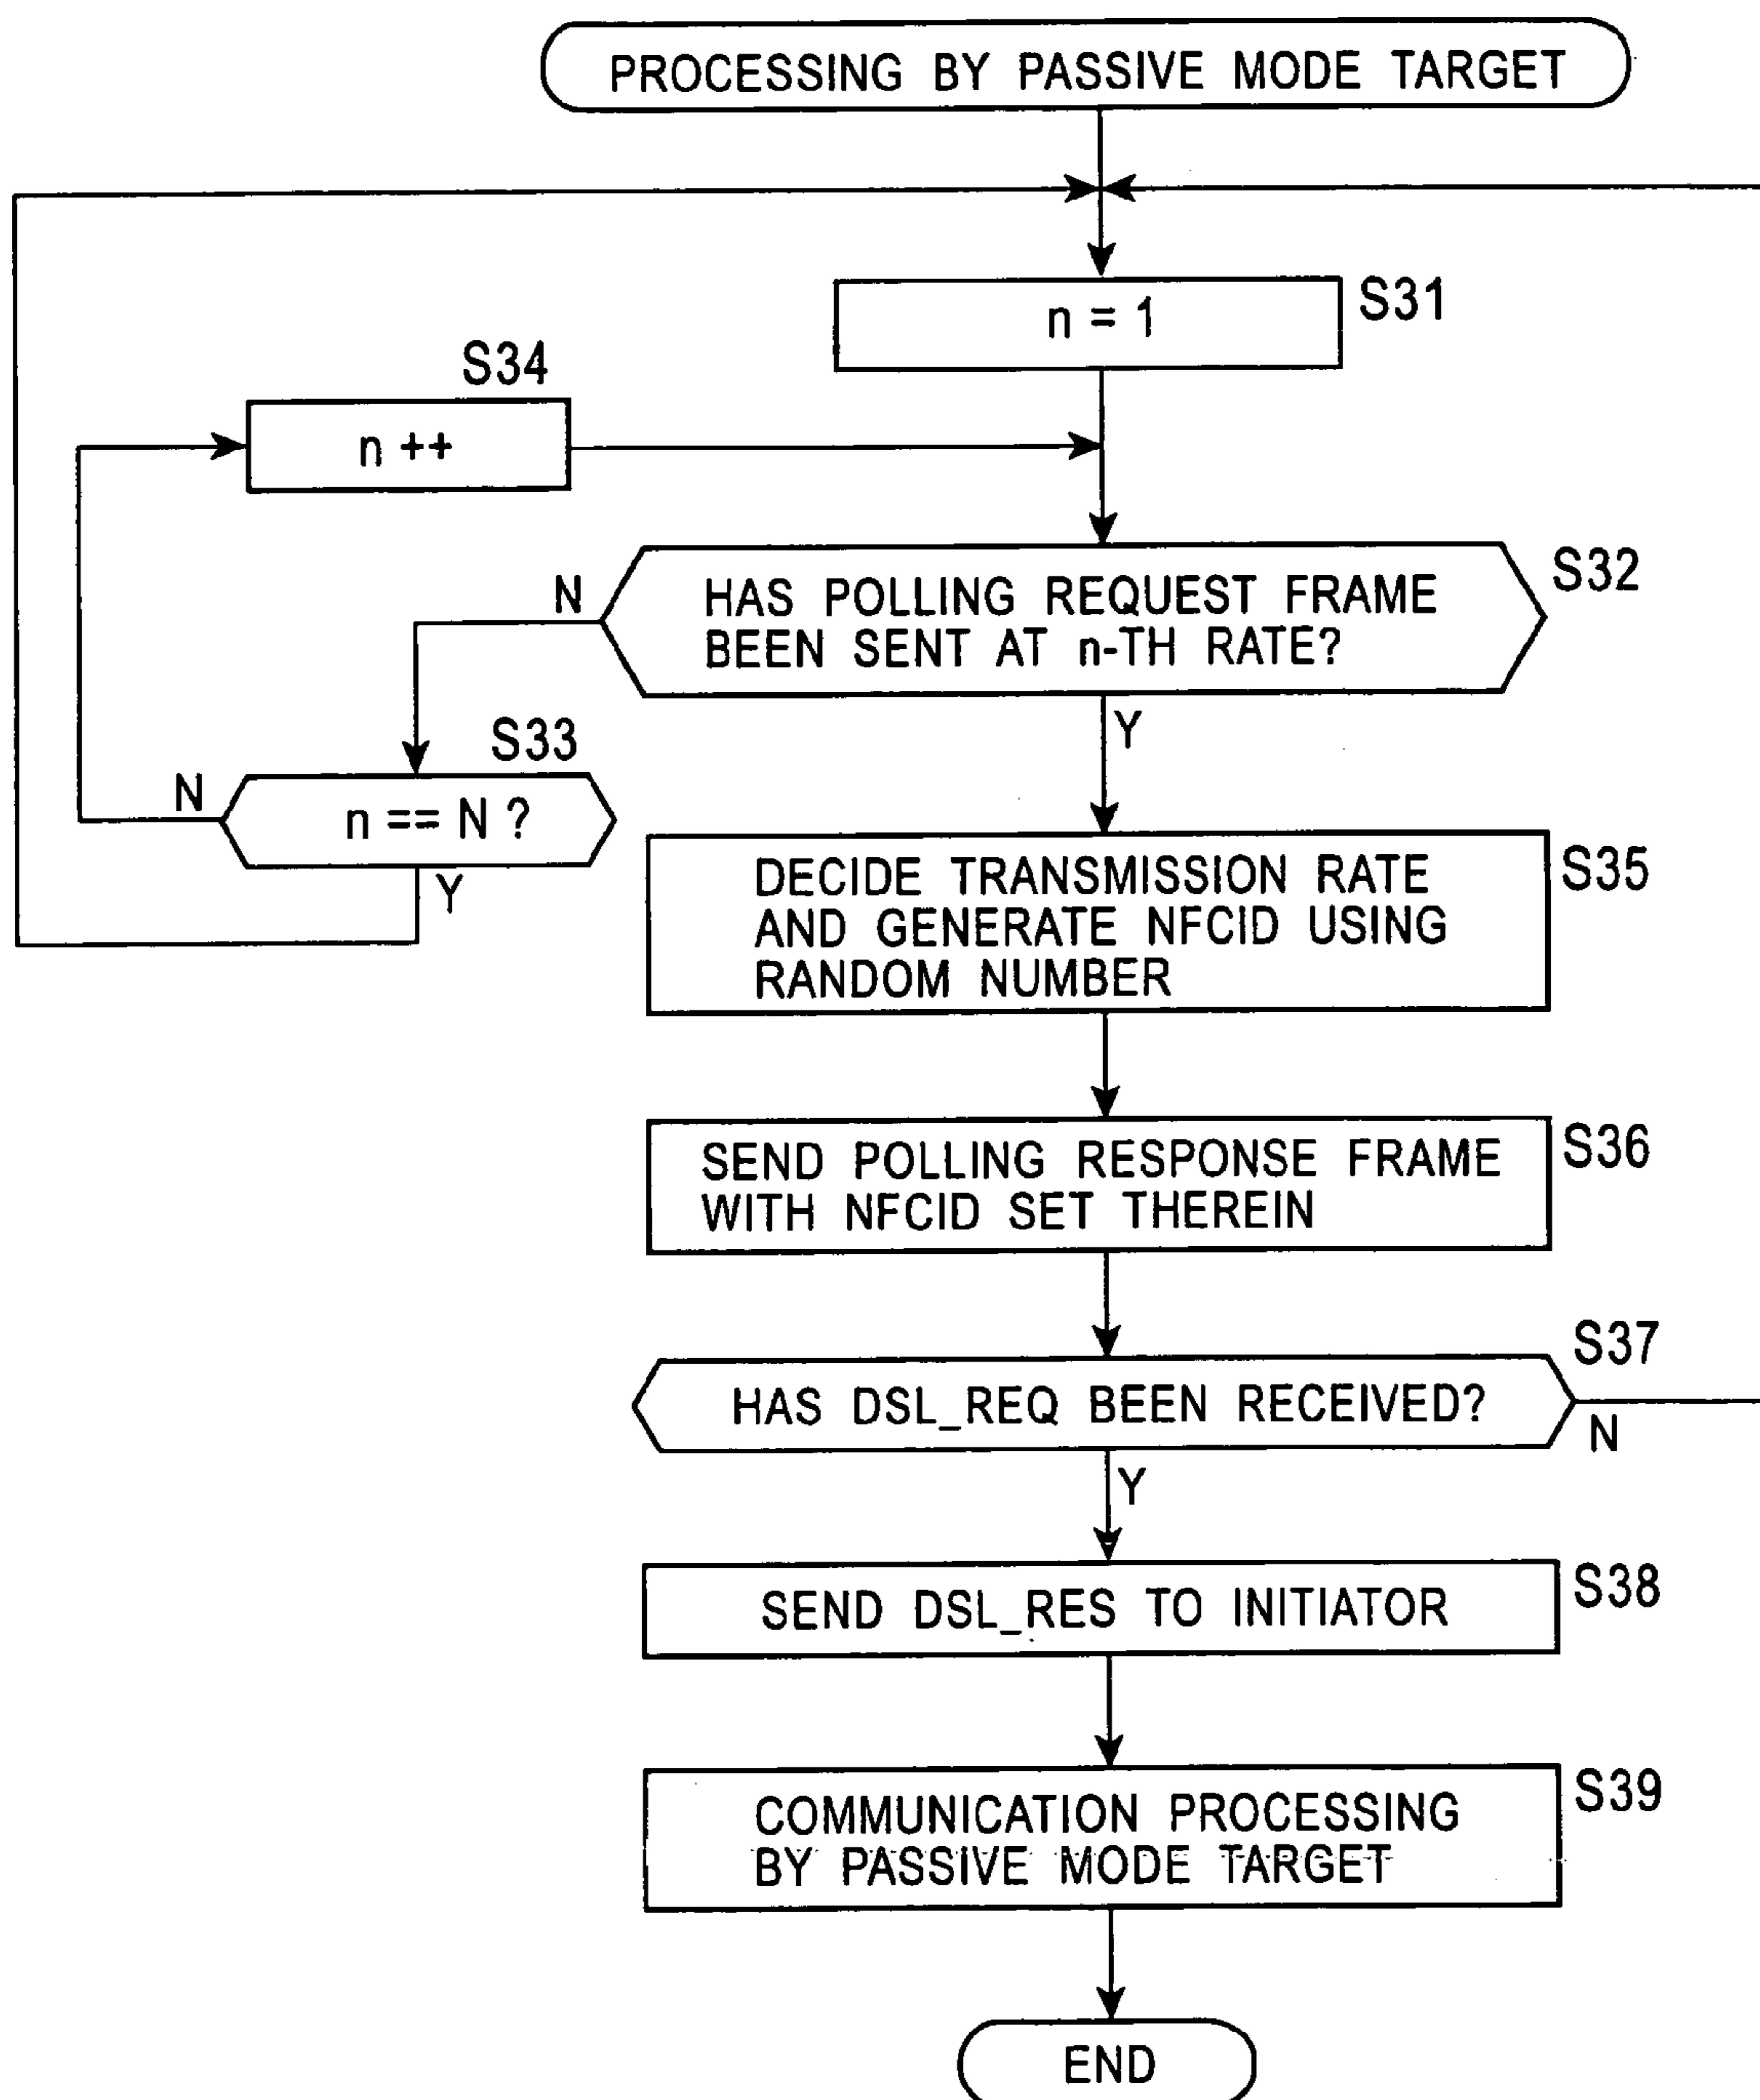 PROCESSING BY PASSIVE MODE TARGET
n = 1
S31
S34
n ++
S32
N
HAS POLLING REQUEST FRAME
BEEN SENT AT n-TH RATE?
Y
S33
N
n == N ?
Y
S35
DECIDE TRANSMISSION RATE
AND GENERATE NFCID USING
RANDOM NUMBER
S36
SEND POLLING RESPONSE FRAME
WITH NFCID SET THEREIN
S37
HAS DSL_REQ BEEN RECEIVED?
N
Y
S38
SEND DSL_RES TO INITIATOR
S39
COMMUNICATION PROCESSING
BY PASSIVE MODE TARGET
END